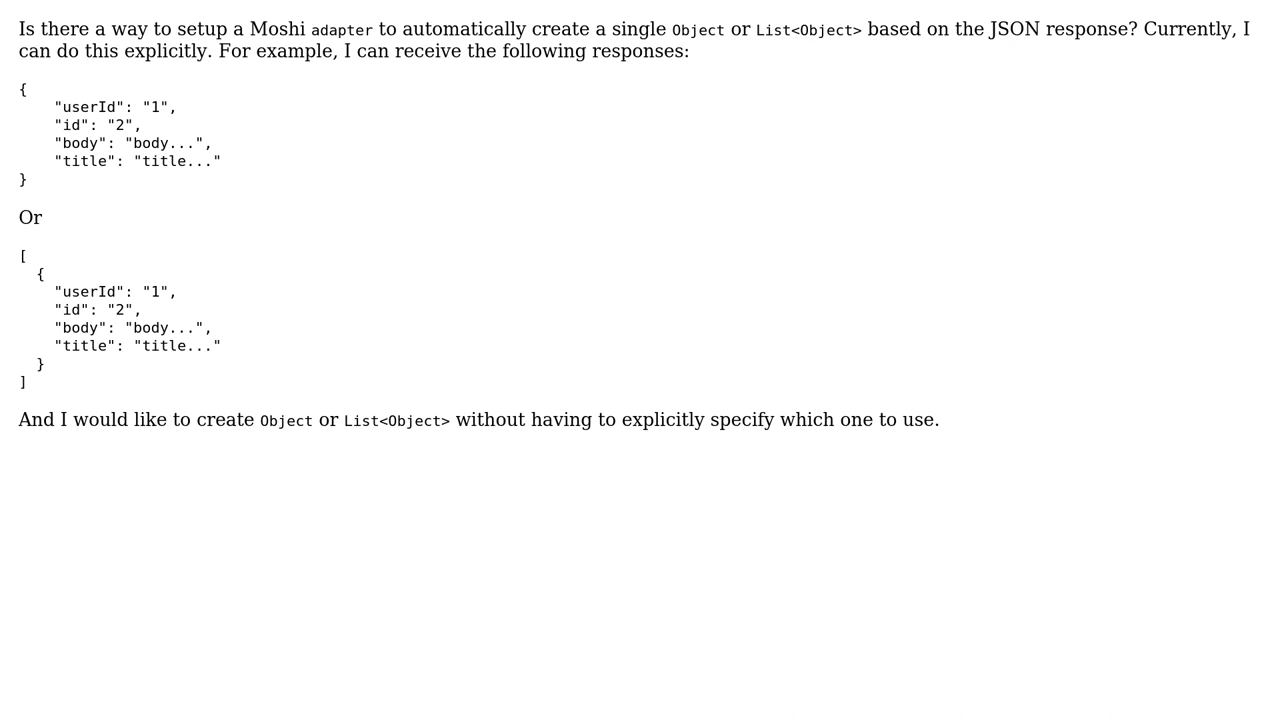 Is there a way to setup a Moshi adapter to automatically create a single Object or List<Object> based on the JSON response? Currently, I
can do this explicitly. For example, I can receive the following responses:
{
    "userId": "1",
    "id": "2",
    "body": "body...",
    "title": "title..."
}
Or
[
  {
    "userId": "1",
    "id": "2",
    "body": "body...",
    "title": "title..."
  }
]
And I would like to create Object or List<Object> without having to explicitly specify which one to use.